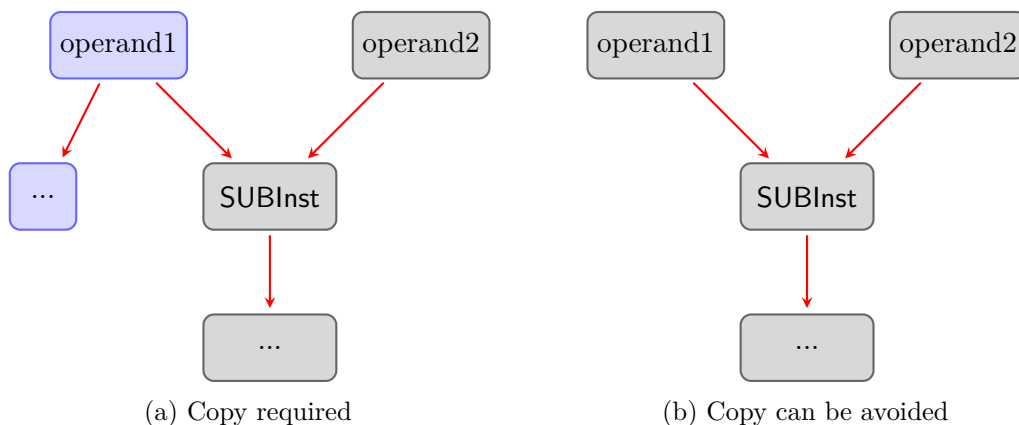 operand1
operand2
...
SUBInst
...
(a) Copy required
operand1
operand2
SUBInst
...
(b) Copy can be avoided